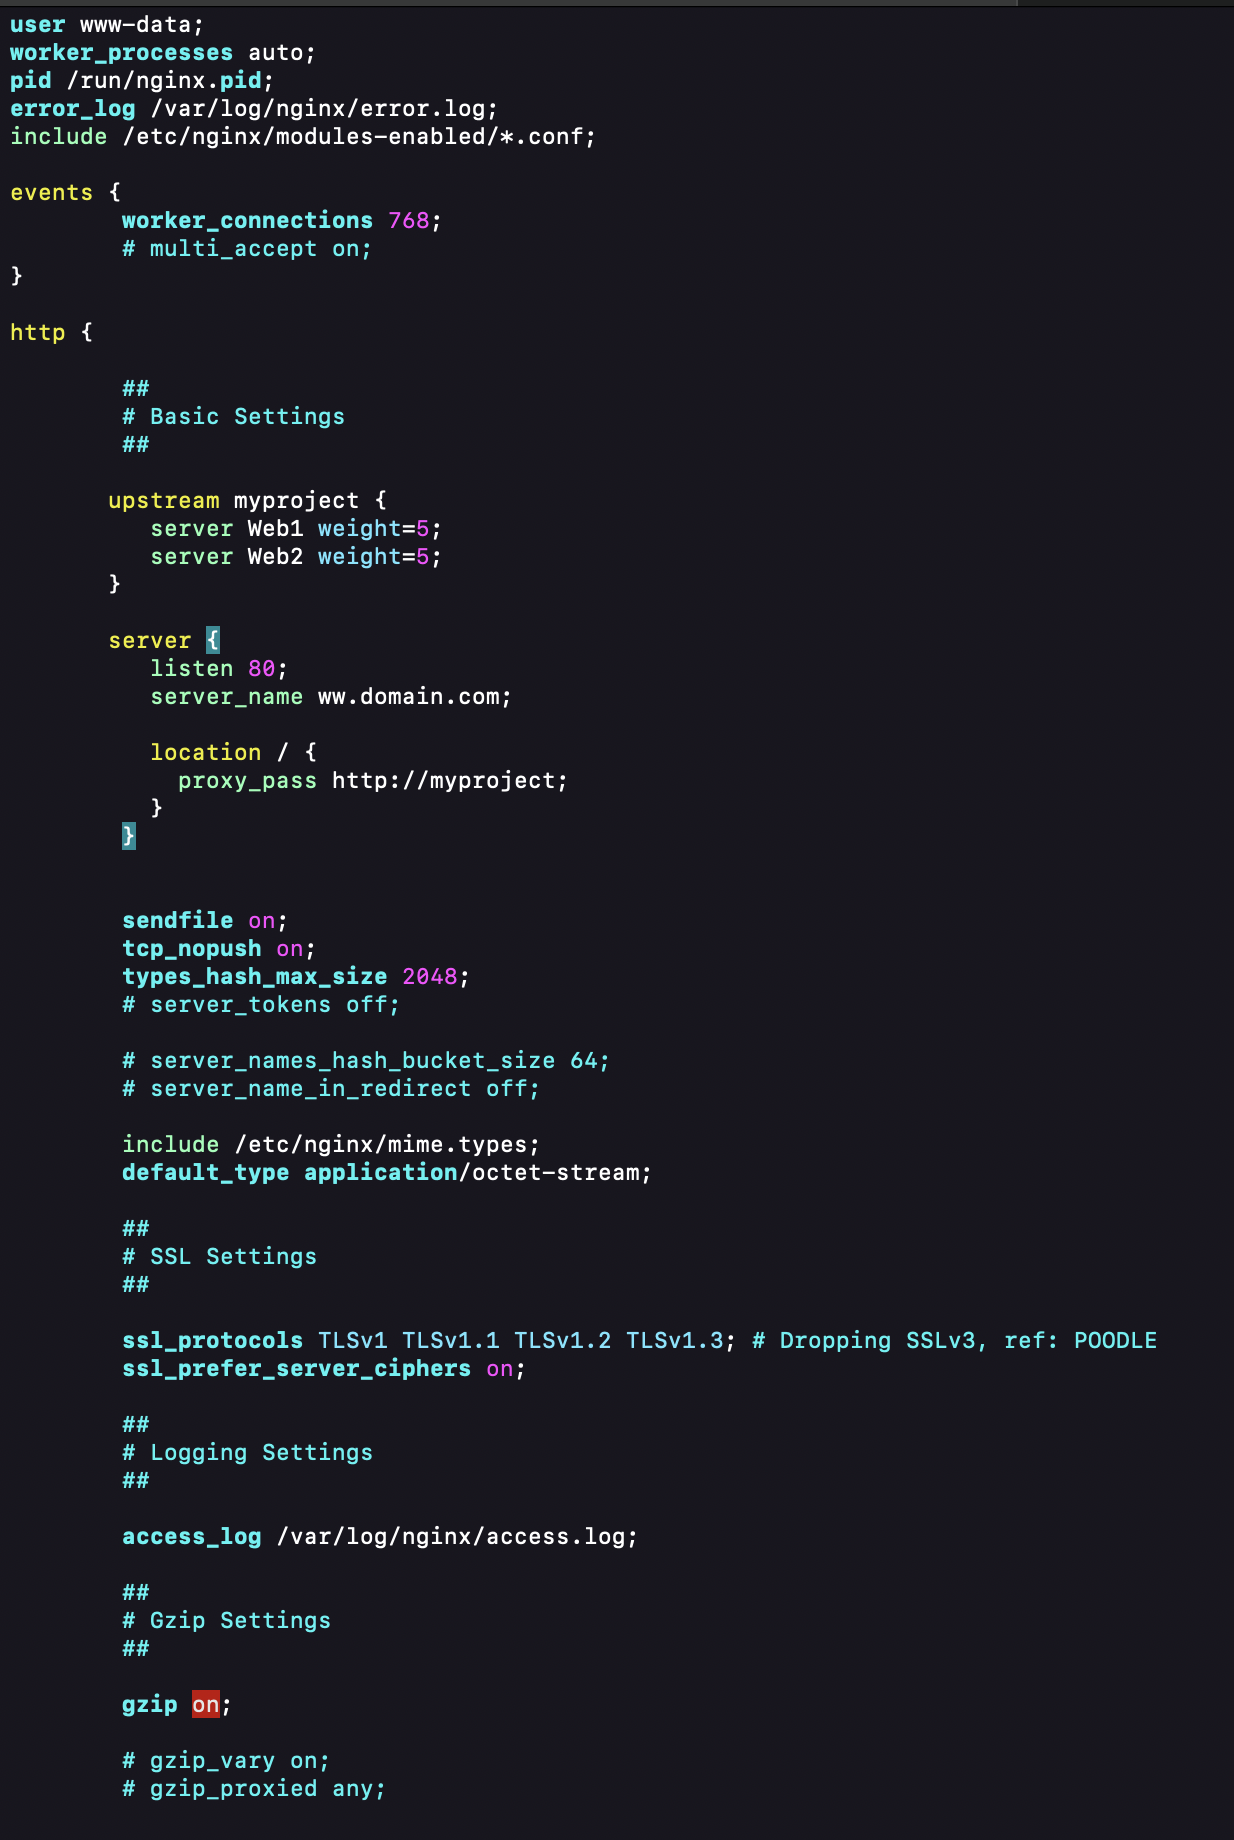 user www-data;
worker_processes auto;
pid /run/nginx.pid;
error_log /var/log/nginx/error.log;
include /etc/nginx/modules-enabled/*.conf;
events {
worker_connections 768;
# multi_accept on;
}
http {
##
# Basic Settings
##
upstream myproject {
server Web1 weight=5;
server Web2 weight=5;
}
server {
listen 80;
server_name ww.domain.com;
location / {
proxy_pass http://myproject;
}
}
sendfile on;
tcp_nopush on;
types_hash_max_size 2048;
# server_tokens off;
# server_names_hash_bucket_size 64;
# server_name_in_redirect off;
include /etc/nginx/mime.types;
default_type application/octet-stream;
##
# SSL Settings
##
ssl_protocols TLSv1 TLSv1.1 TLSv1.2 TLSv1.3; # Dropping SSLv3, ref: POODLE
ssl_prefer_server_ciphers on;
##
# Logging Settings
##
access_log /var/log/nginx/access.log;
##
# Gzip Settings
##
gzip on;
# gzip_vary on;
# gzip_proxied any;